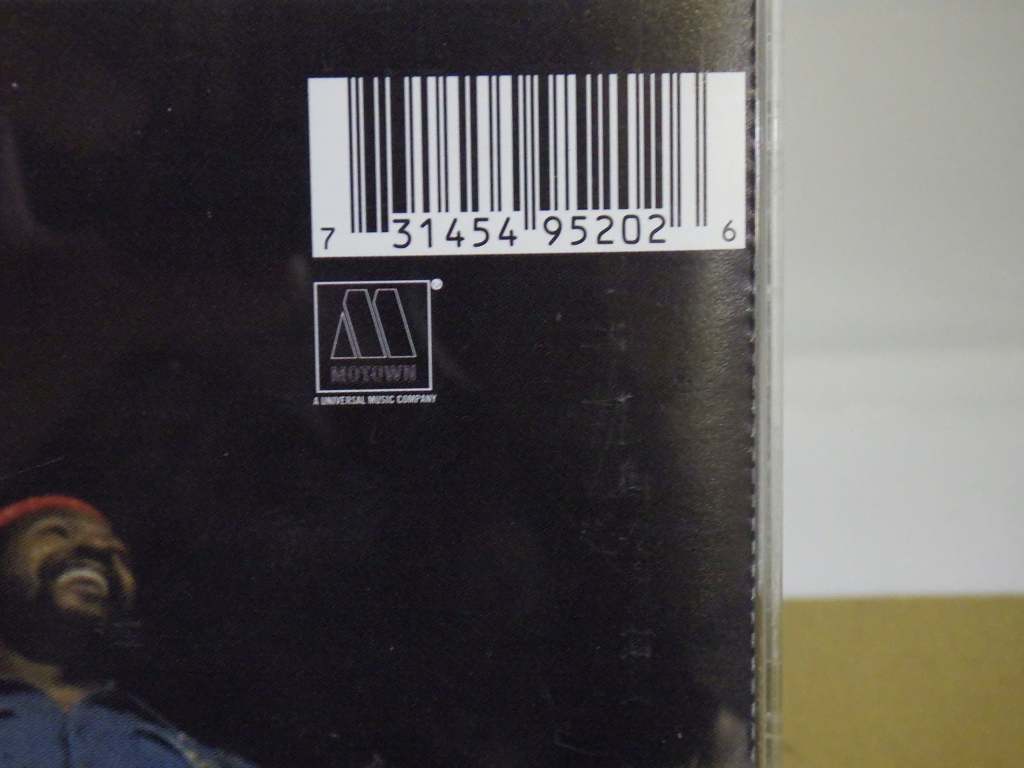 7 31454 95202 6
®
MOTOWN
A UNIVERSAL MUSIC COMPANY